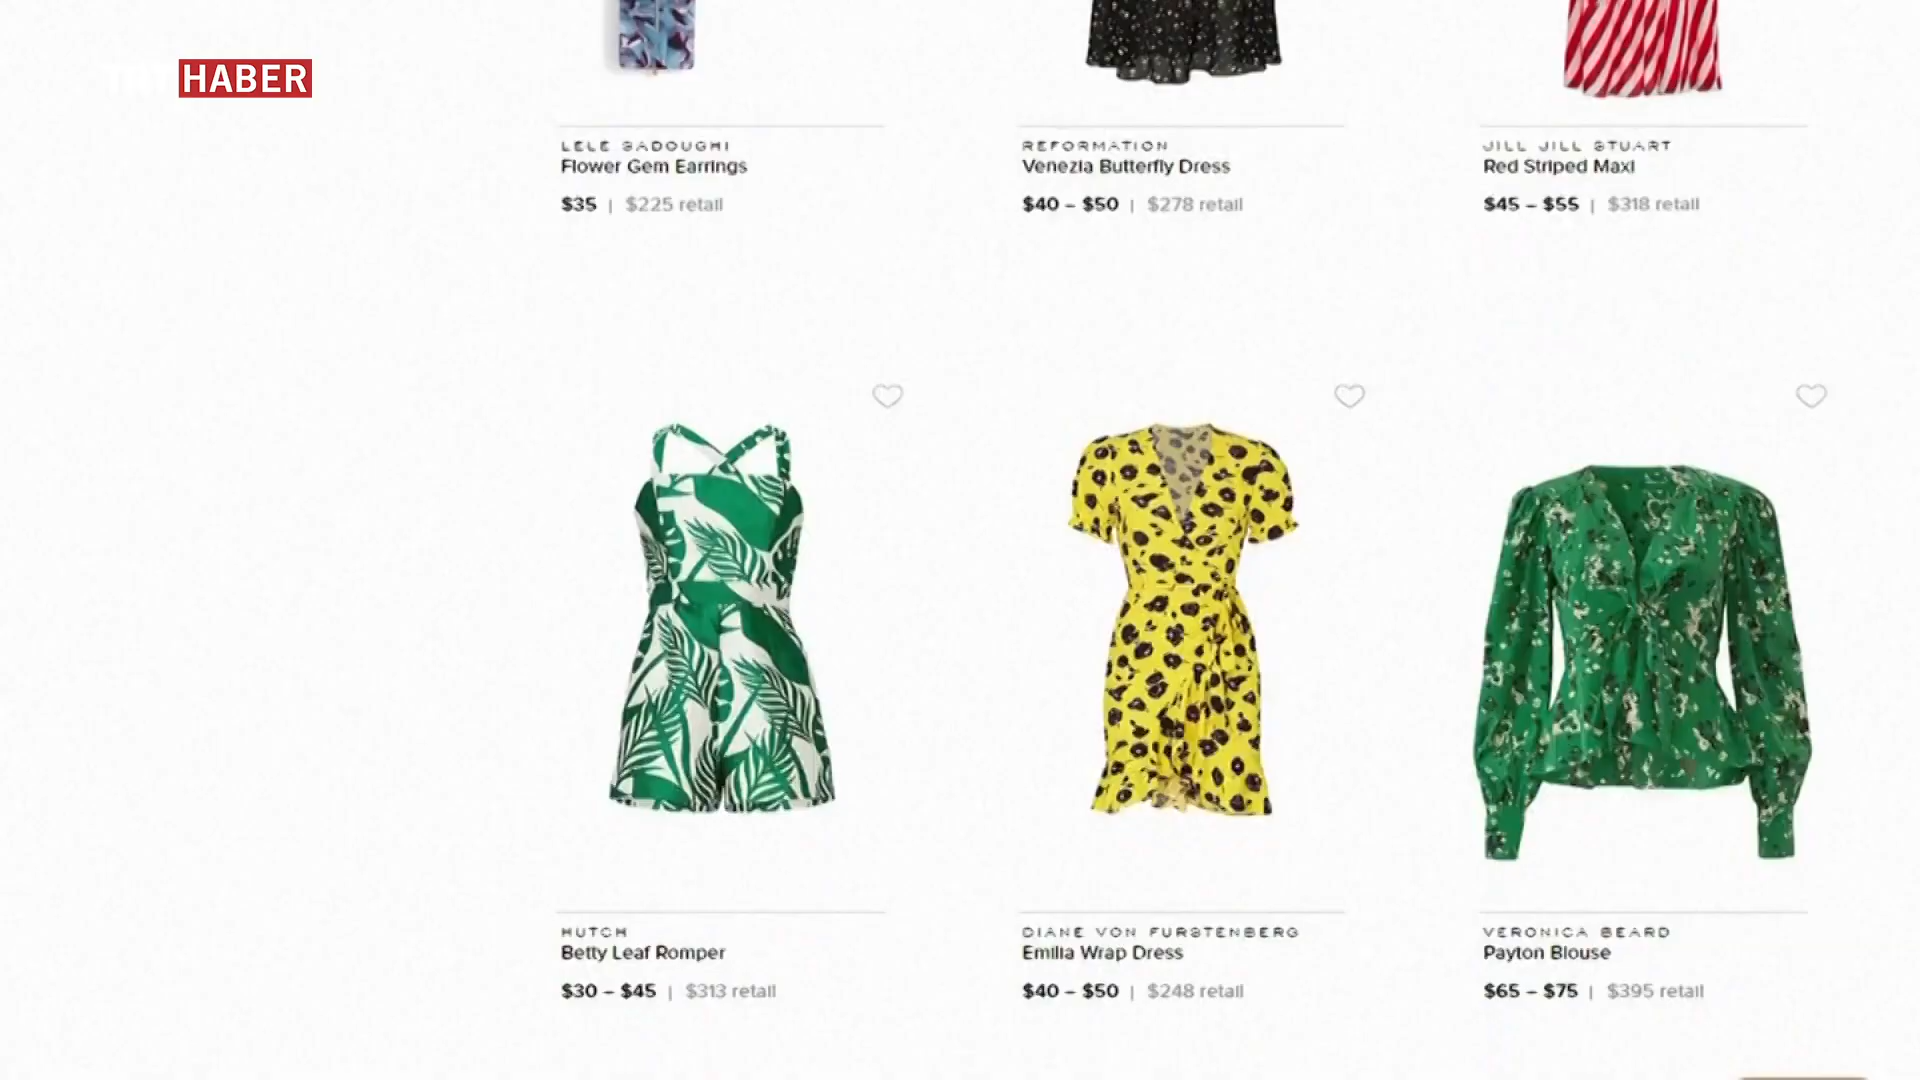 HABER
LELE SADOUGHI
Flower Gem Earrings
$35 | $225 retail
REFORMATION
Venezia Butterfly Dress
$40 – $50 | $278 retail
JILL JILL STUART
Red Striped Maxi
$45 – $55 | $318 retail
HUTCH
Betty Leaf Romper
$30 – $45 | $313 retail
DIANE VON FURSTENBERG
Emilia Wrap Dress
$40 – $50 | $248 retail
VERONICA BEARD
Payton Blouse
$65 – $75 | $395 retail